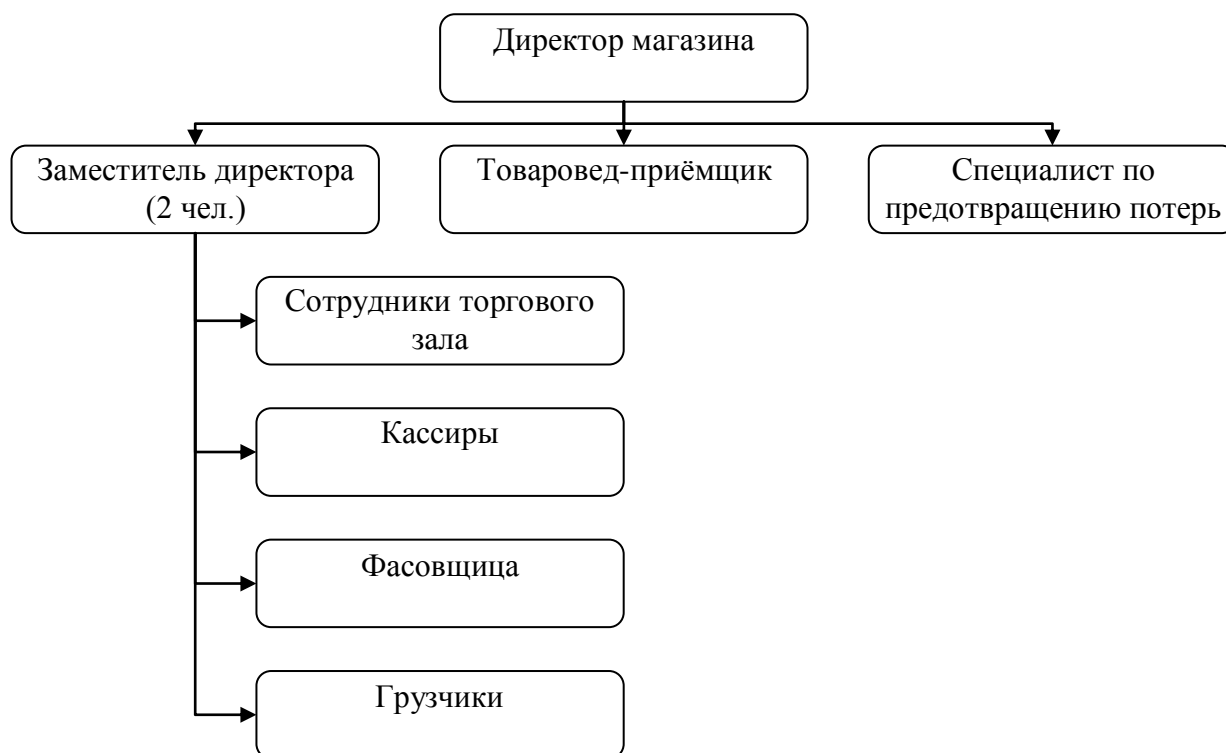 Директор магазина
Заместитель директора
(2 чел.)
Товаровед-приёмщик
Специалист по
предотвращению потерь
Сотрудники торгового
зала
Кассиры
Фасовщица
Грузчики